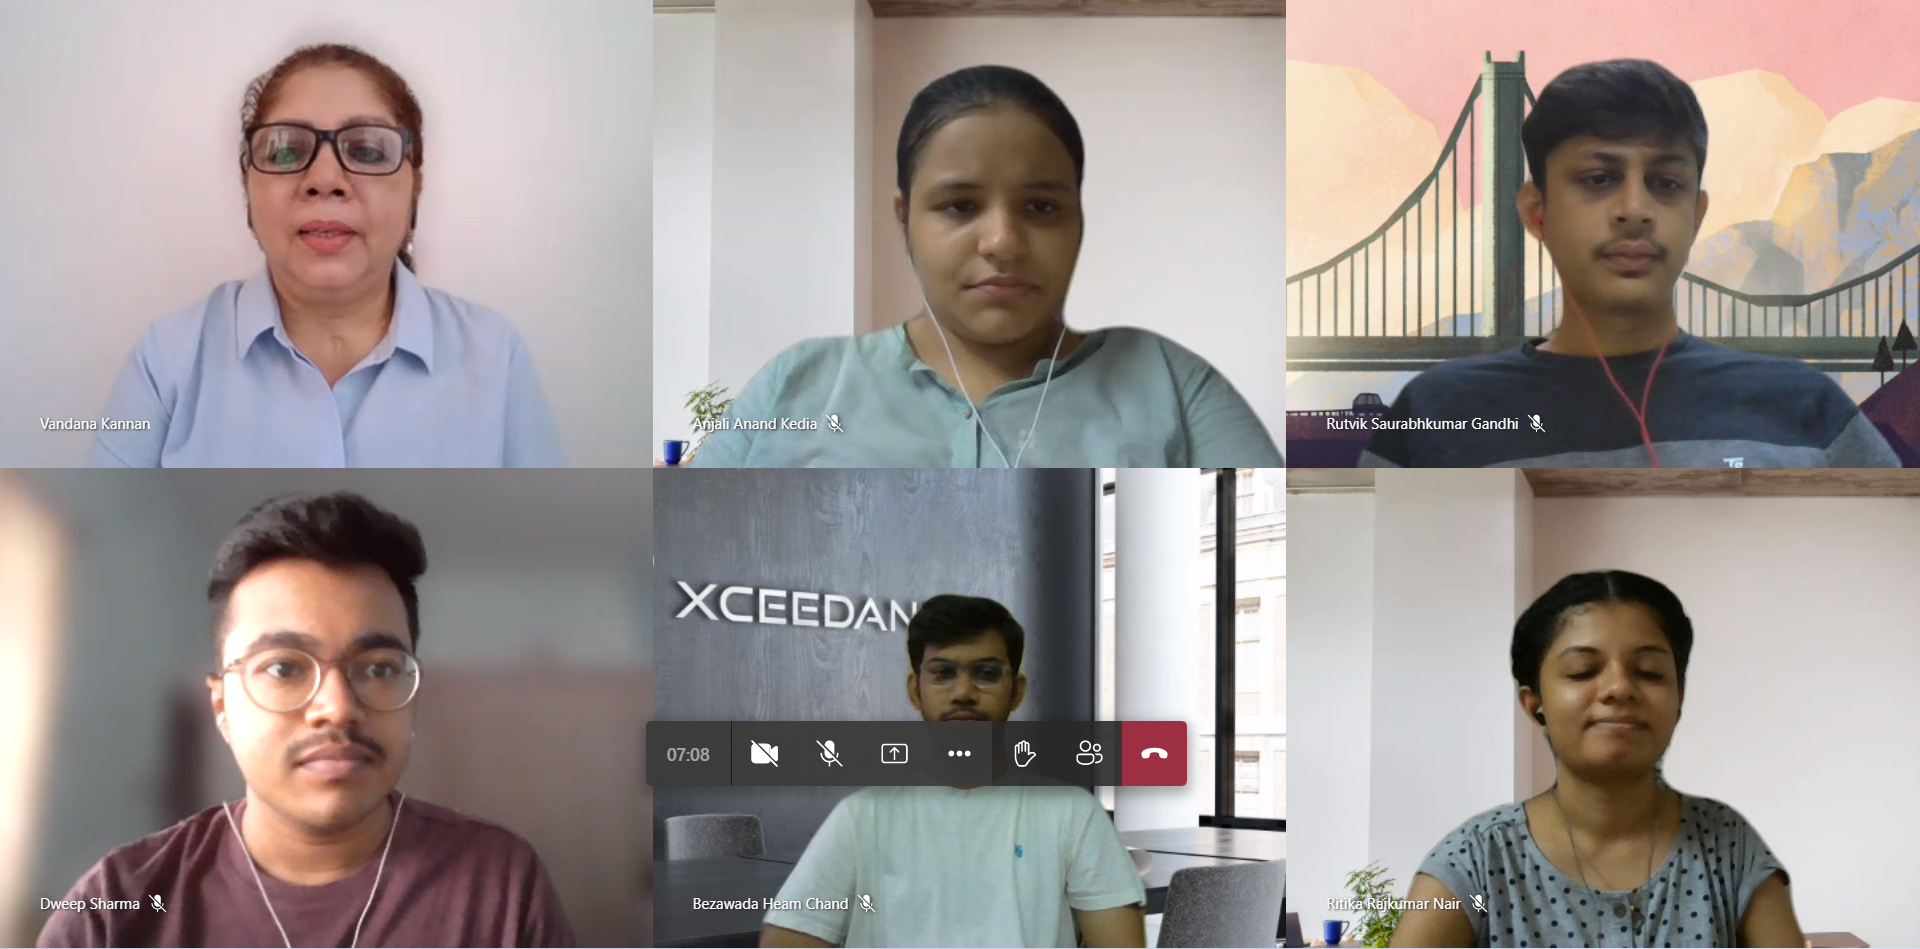 Vandana Kannan
Anjali Anand Kedia
Rutvik Saurabhkumar Gandhi
XCEEDAN
07:08
Dweep Sharma
Bezawada Heam Chand
Ritika Rajkumar Nair